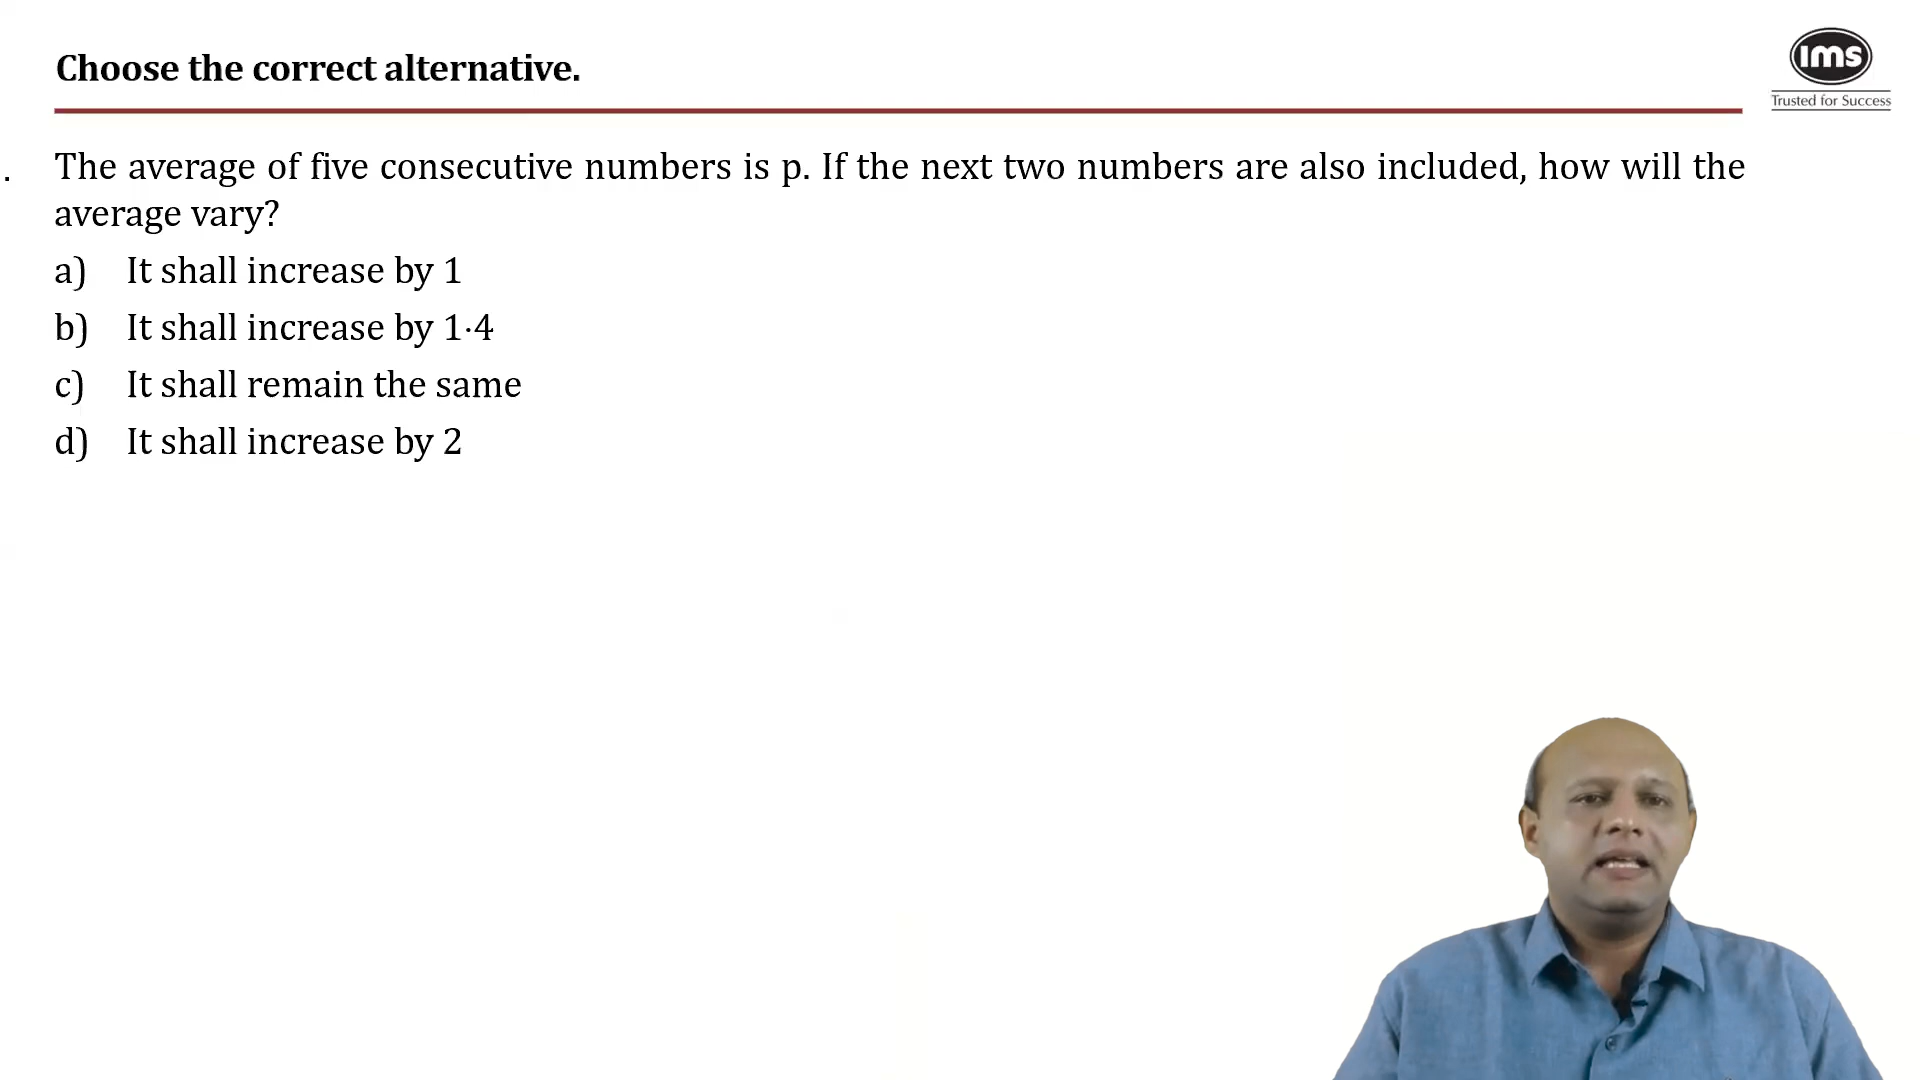 Choose the correct alternative.
ims
Trusted for Success
. The average of five consecutive numbers is p. If the next two numbers are also included, how will the
average vary?
a) It shall increase by 1
b) It shall increase by 1·4
c) It shall remain the same
d) It shall increase by 2